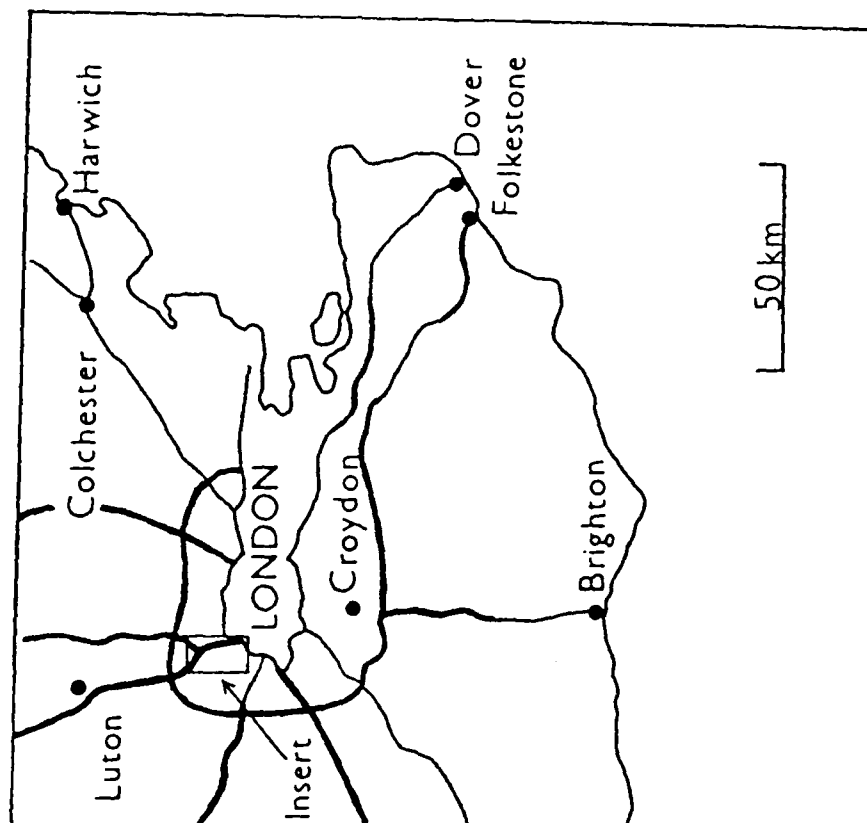 Harwich
Colchester
Luton
LONDON
Insert
Croydon
Dover
Folkestone
Brighton
50 km